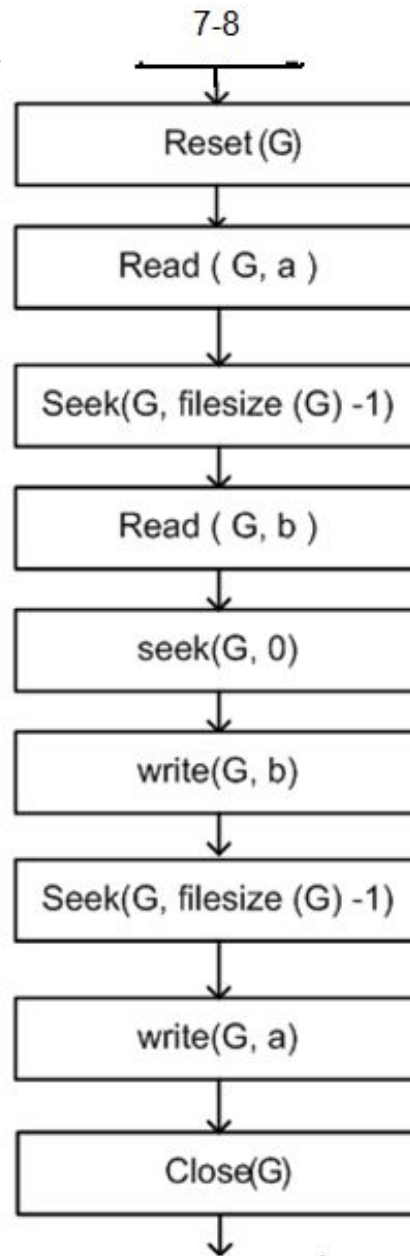 7-8
Reset(G)
Read ( G, a )
Seek(G, filesize (G) -1)
Read ( G, b )
seek(G, 0)
write(G, b)
Seek(G, filesize (G) -1)
write(G, a)
Close(G)